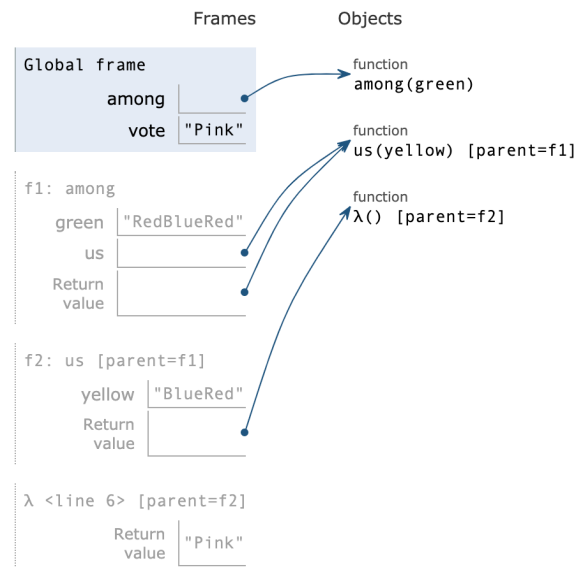 Frames Objects
Global frame
among
vote "Pink"
function
among(green)
function
us(yellow) [parent=f1]
function
λ() [parent=f2]
f1: among
green "RedBlueRed"
us
Return
value
f2: us [parent=f1]
yellow "BlueRed"
Return
value
λ <line 6> [parent=f2]
Return
value "Pink"